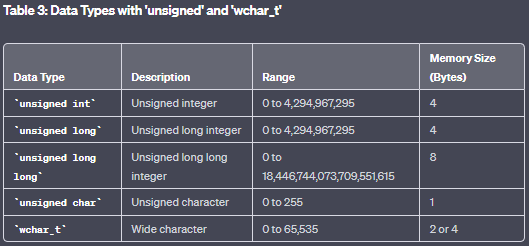 Table 3: Data Types with 'unsigned' and 'wchar_t'
Data Type Description Range Memory Size (Bytes)
`unsigned int` Unsigned integer 0 to 4,294,967,295 4
`unsigned long` Unsigned long integer 0 to 4,294,967,295 4
`unsigned long long` Unsigned long long integer 0 to 18,446,744,073,709,551,615 8
`unsigned char` Unsigned character 0 to 255 1
`wchar_t` Wide character 0 to 65,535 2 or 4